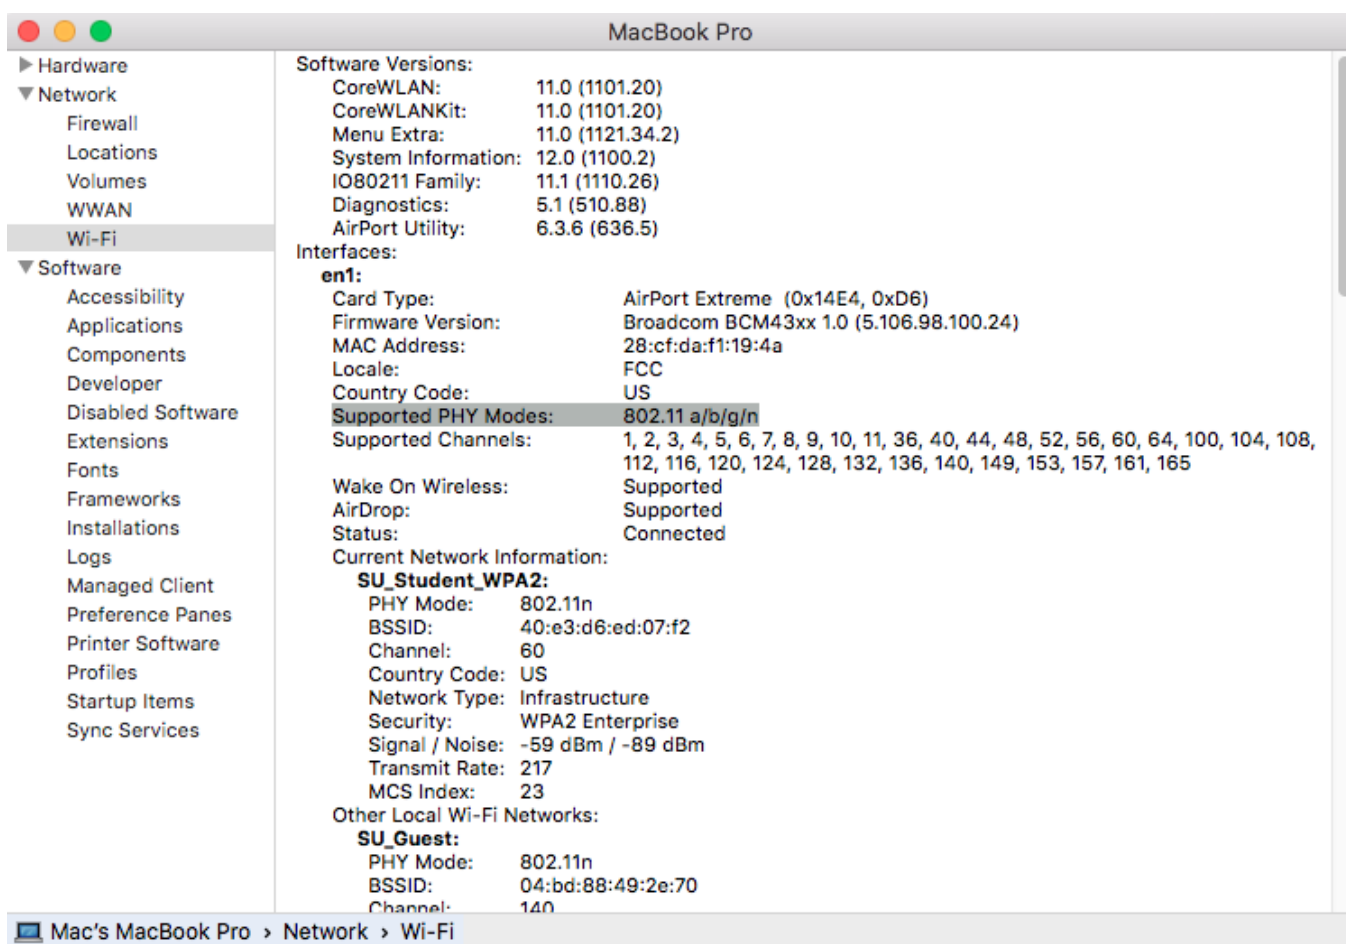 MacBook Pro
Hardware
Network
Firewall
Locations
Volumes
WWAN
Wi-Fi
Software
Accessibility
Applications
Components
Developer
Disabled Software
Extensions
Fonts
Frameworks
Installations
Logs
Managed Client
Preference Panes
Printer Software
Profiles
Startup Items
Sync Services
Software Versions:
CoreWLAN: 11.0 (1101.20)
CoreWLANKit: 11.0 (1101.20)
Menu Extra: 11.0 (1121.34.2)
System Information: 12.0 (1100.2)
IO80211 Family: 11.1 (1110.26)
Diagnostics: 5.1 (510.88)
AirPort Utility: 6.3.6 (636.5)
Interfaces:
en1:
Card Type: AirPort Extreme (0x14E4, 0xD6)
Firmware Version: Broadcom BCM43xx 1.0 (5.106.98.100.24)
MAC Address: 28:cf:da:f1:19:4a
Locale: FCC
Country Code: US
Supported PHY Modes: 802.11 a/b/g/n
Supported Channels: 1, 2, 3, 4, 5, 6, 7, 8, 9, 10, 11, 36, 40, 44, 48, 52, 56, 60, 64, 100, 104, 108,
112, 116, 120, 124, 128, 132, 136, 140, 149, 153, 157, 161, 165
Wake On Wireless: Supported
AirDrop: Supported
Status: Connected
Current Network Information:
SU_Student_WPA2:
PHY Mode: 802.11n
BSSID: 40:e3:d6:ed:07:f2
Channel: 60
Country Code: US
Network Type: Infrastructure
Security: WPA2 Enterprise
Signal / Noise: -59 dBm / -89 dBm
Transmit Rate: 217
MCS Index: 23
Other Local Wi-Fi Networks:
SU_Guest:
PHY Mode: 802.11n
BSSID: 04:bd:88:49:2e:70
Channel: 140
Mac's MacBook Pro › Network › Wi-Fi